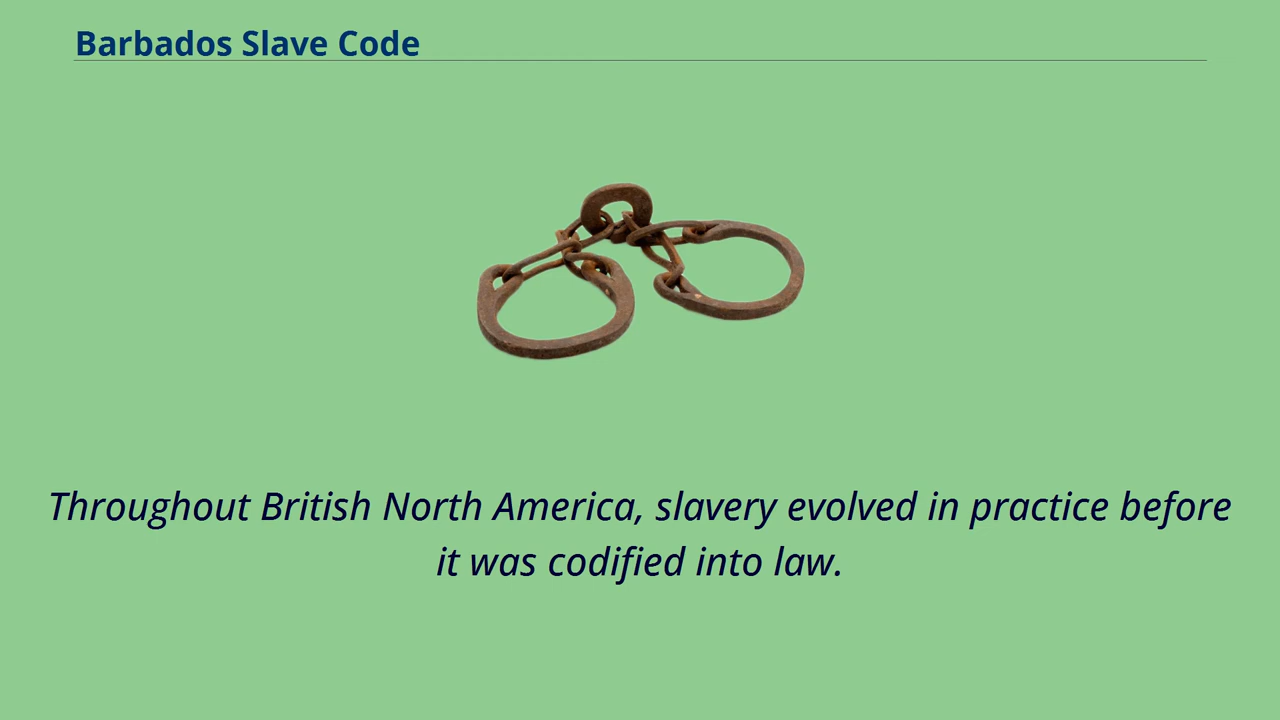 Barbados Slave Code
Throughout British North America, slavery evolved in practice before
it was codified into law.